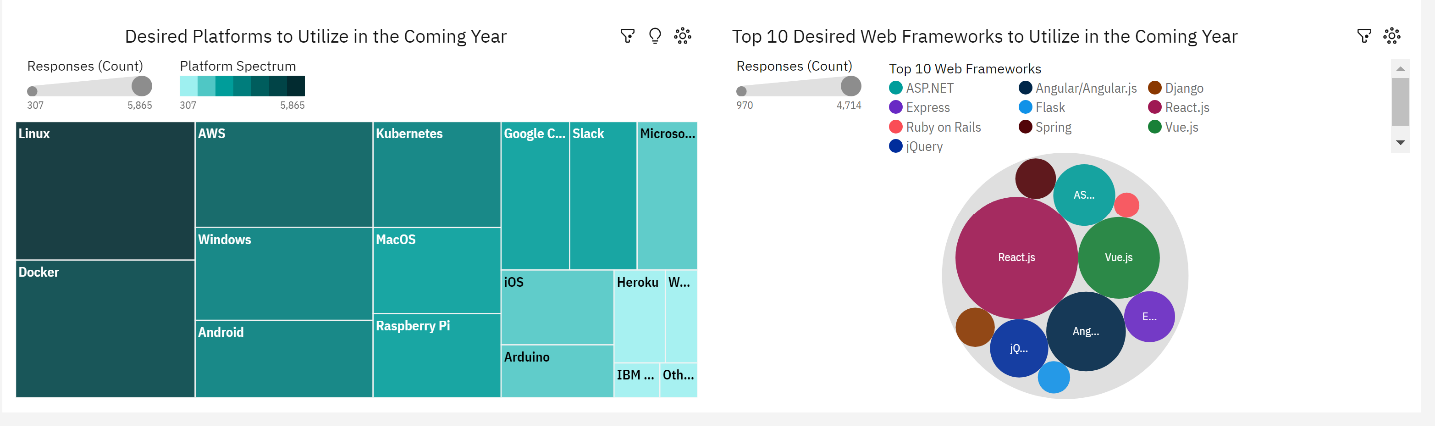 Desired Platforms to Utilize in the Coming Year
Responses (Count)
307
5,865
Platform Spectrum
307
5,865
Linux
Docker
AWS
Windows
Android
Kubernetes
MacOS
Raspberry Pi
Google C...
Slack
Microso...
iOS
Arduino
Heroku
W...
IBM ...
Oth...
Top 10 Desired Web Frameworks to Utilize in the Coming Year
Responses (Count)
970
4,714
Top 10 Web Frameworks
ASP.NET
Angular/Angular.js
Django
Express
Flask
React.js
Ruby on Rails
Spring
Vue.js
jQuery
AS...
React.js
Vue.js
E...
Ang...
jQ...